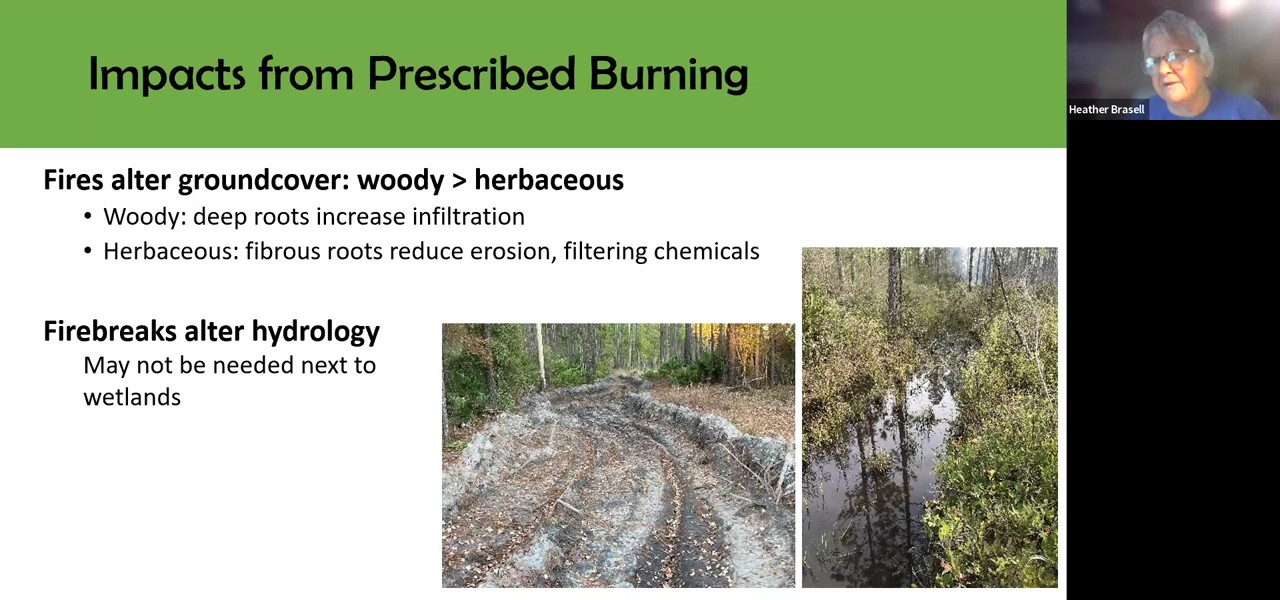 Impacts from Prescribed Burning
Heather Brasell
Fires alter groundcover: woody > herbaceous
• Woody: deep roots increase infiltration
• Herbaceous: fibrous roots reduce erosion, filtering chemicals
Firebreaks alter hydrology
May not be needed next to
wetlands